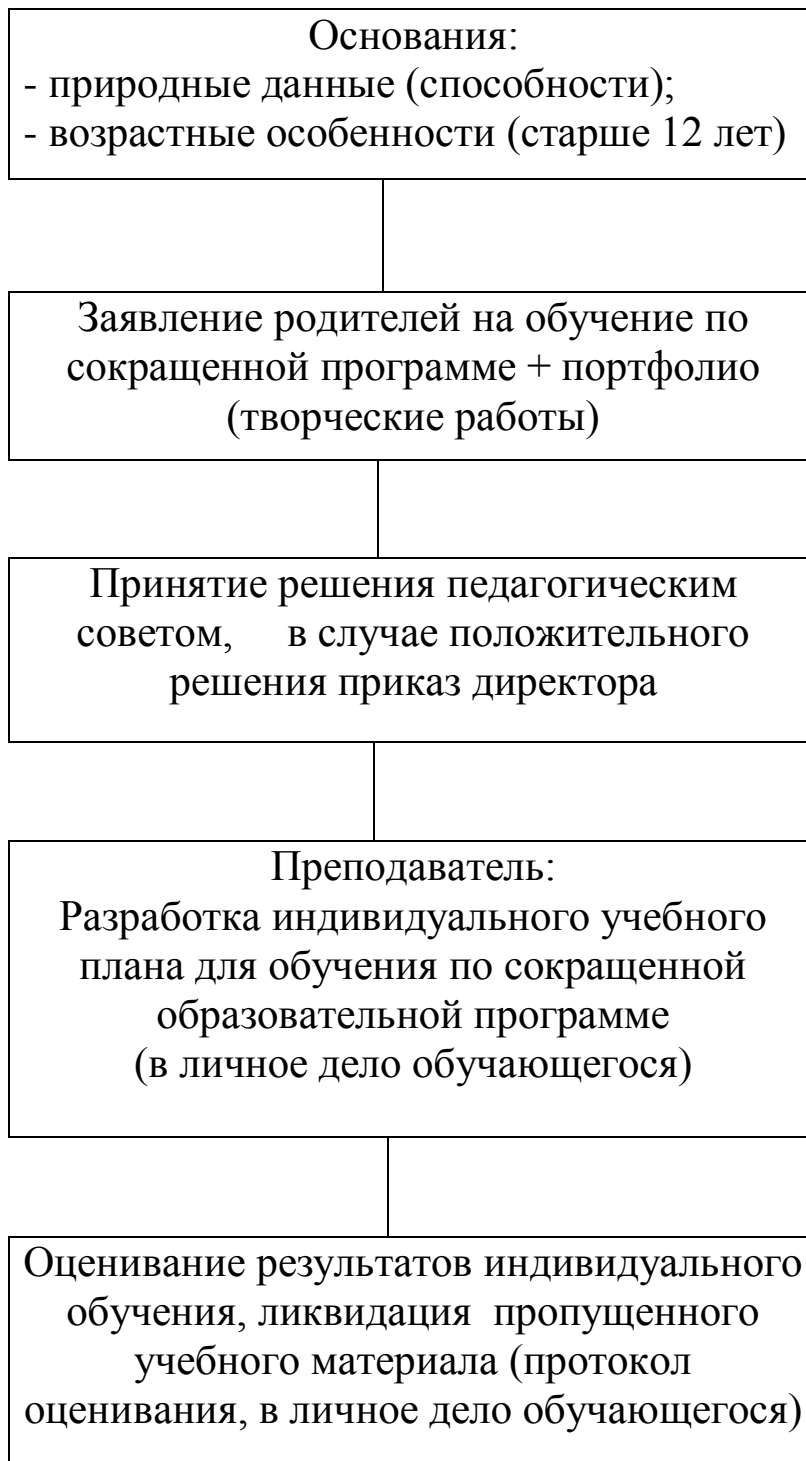 Основания:
- природные данные (способности);
- возрастные особенности (старше 12 лет)
Заявление родителей на обучение по
сокращенной программе + портфолио
(творческие работы)
Принятие решения педагогическим
советом, в случае положительного
решения приказ директора
Преподаватель:
Разработка индивидуального учебного
плана для обучения по сокращенной
образовательной программе
(в личное дело обучающегося)
Оценивание результатов индивидуального
обучения, ликвидация пропущенного
учебного материала (протокол
оценивания, в личное дело обучающегося)